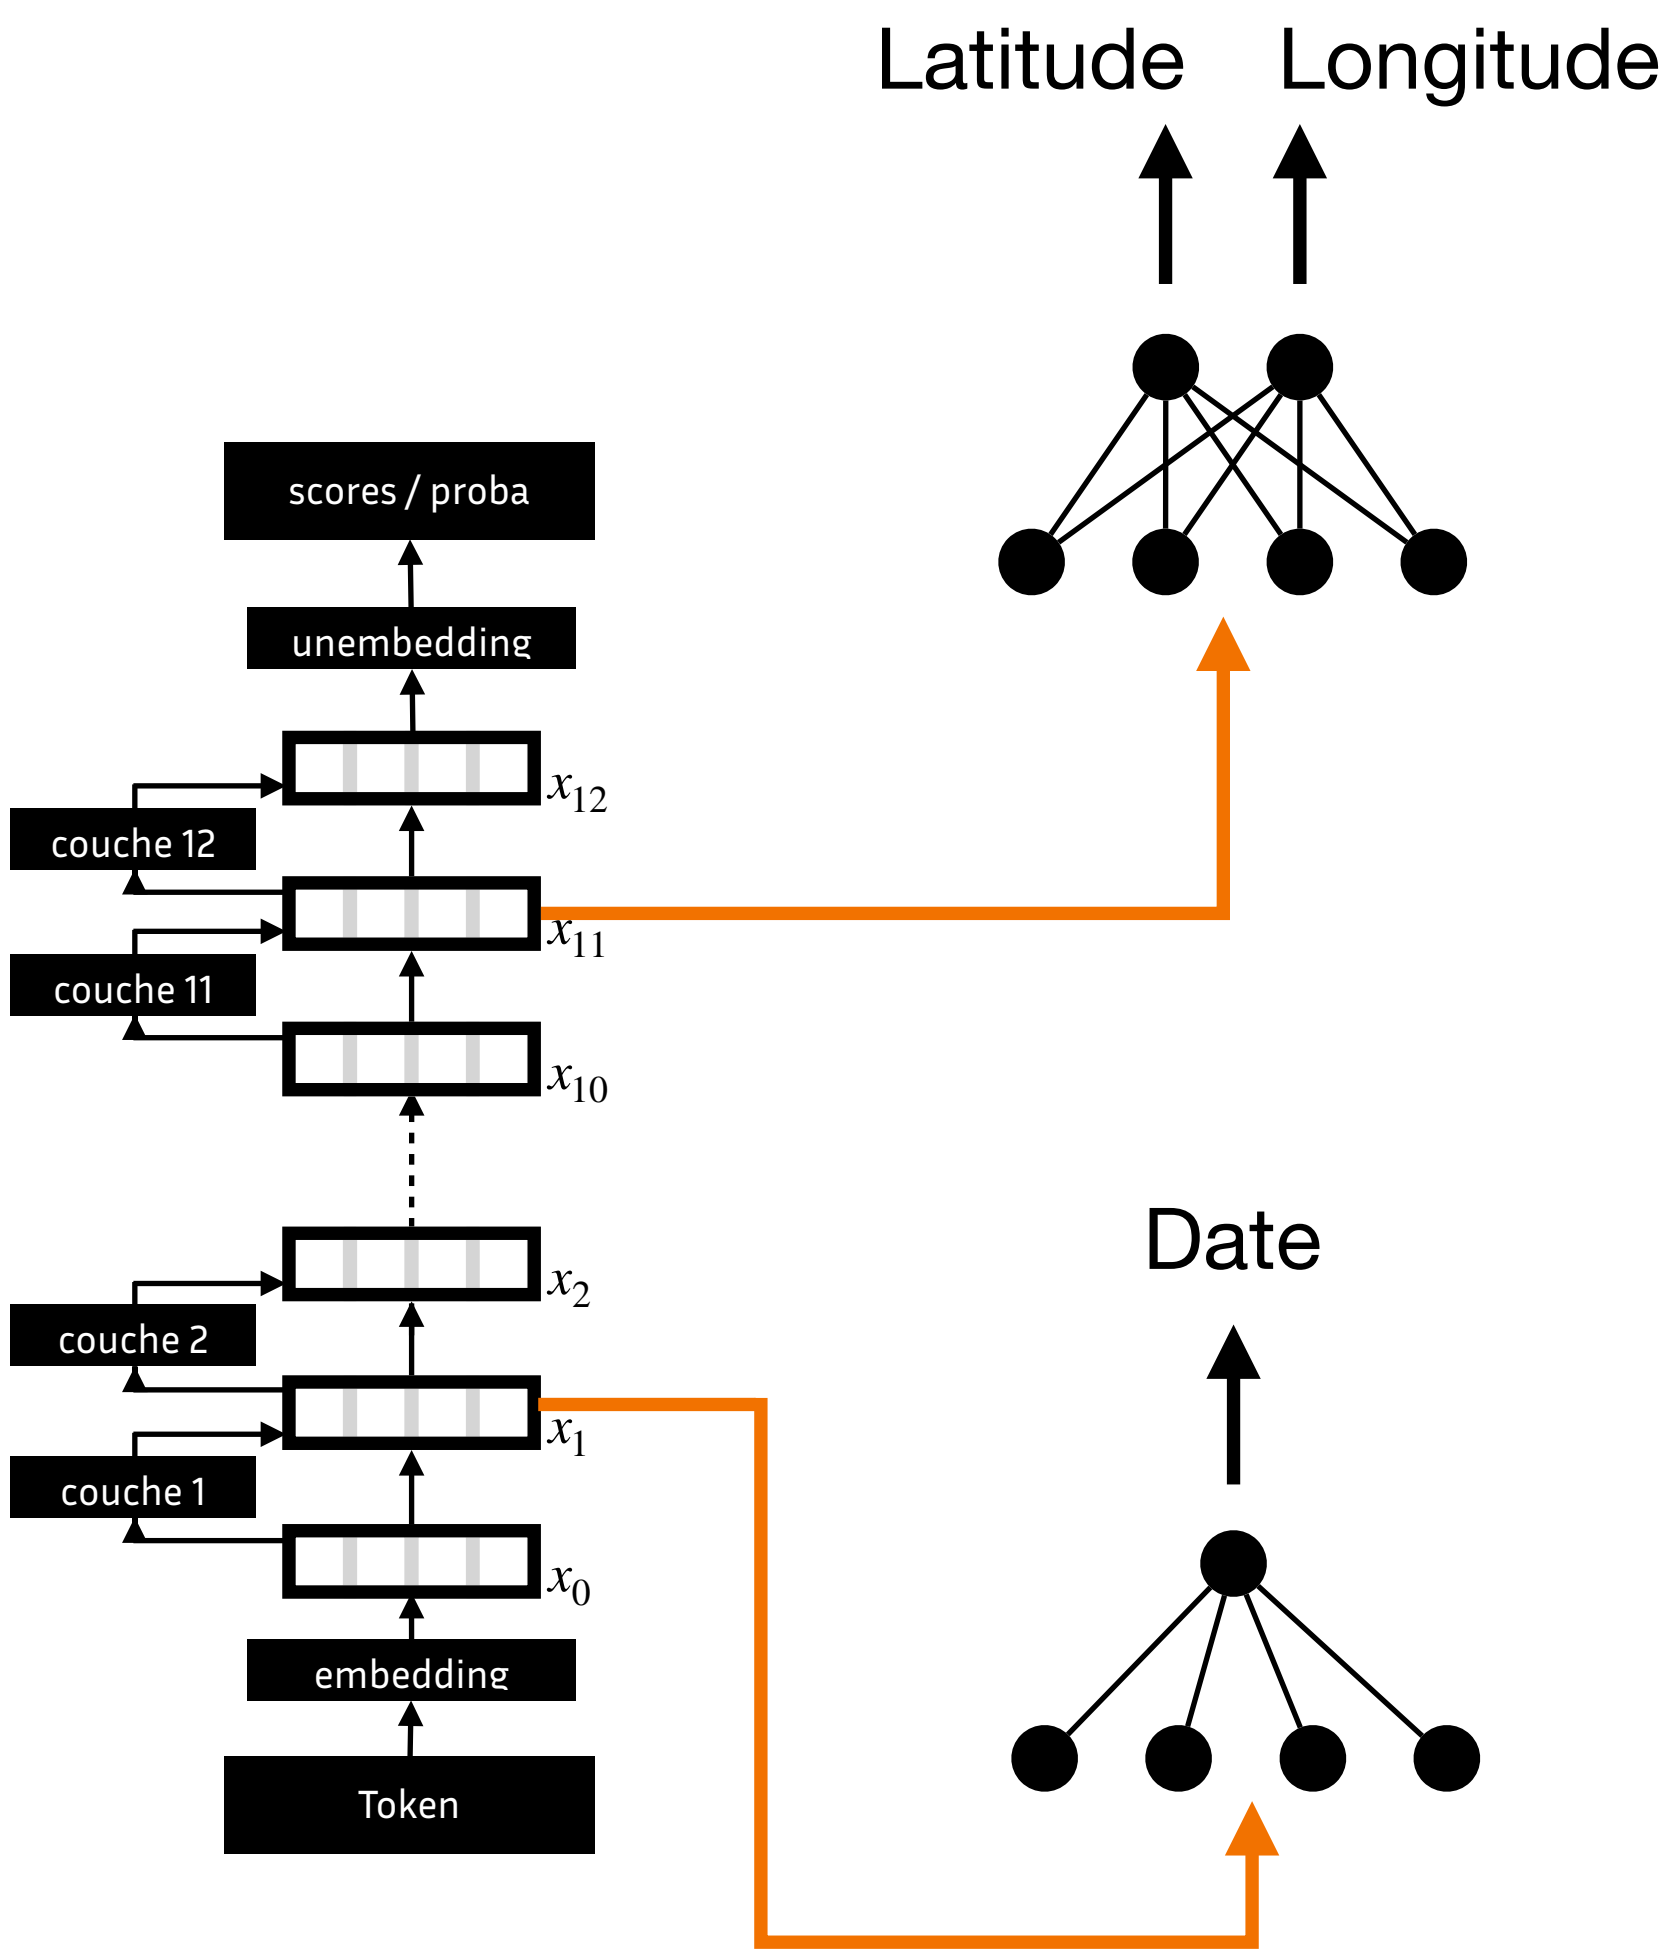 Latitude Longitude
scores / proba
unembedding
x12
couche 12
x11
couche 11
x10
Date
x2
couche 2
x1
couche 1
x0
embedding
Token